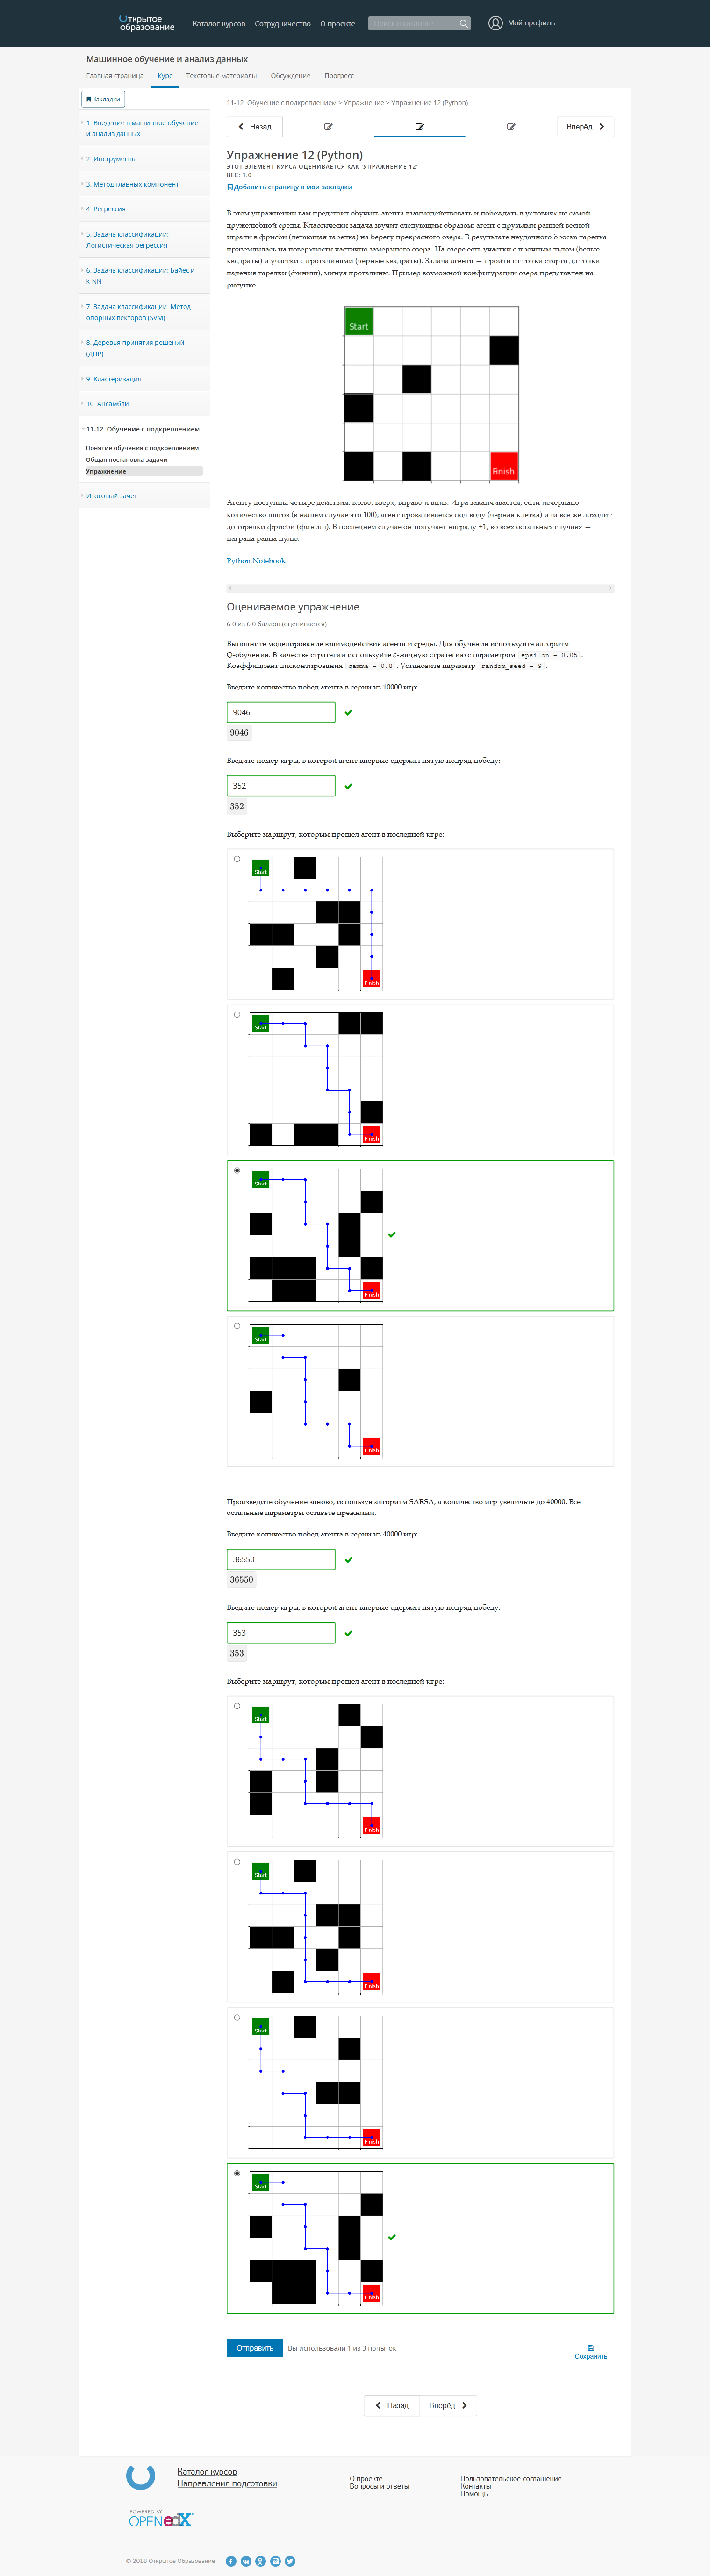 Открытое
образование
Каталог курсов
Сотрудничество
О проекте
Поиск в каталоге
Мой профиль
Машинное обучение и анализ данных
Главная страница
Курс
Текстовые материалы
Обсуждение
Прогресс
Закладки
1. Введение в машинное обучение
и анализ данных
2. Инструменты
3. Метод главных компонент
4. Регрессия
5. Задача классификации:
Логистическая регрессия
6. Задача классификации: Байес и
k-NN
7. Задача классификации: Метод
опорных векторов (SVM)
8. Деревья принятия решений
(ДПР)
9. Кластеризация
10. Ансамбли
11-12. Обучение с подкреплением
Понятие обучения с подкреплением
Общая постановка задачи
Упражнение
Итоговый зачет
11-12. Обучение с подкреплением > Упражнение > Упражнение 12 (Python)
Назад
Вперёд
Упражнение 12 (Python)
ЭТОТ ЭЛЕМЕНТ КУРСА ОЦЕНИВАЕТСЯ КАК 'УПРАЖНЕНИЕ 12'
ВЕС: 1.0
Добавить страницу в мои закладки
В этом упражнении вам предстоит обучить агента взаимодействовать и побеждать в условиях не самой
дружелюбной среды. Классически задача звучит следующим образом: агент с друзьями ранней весной
играли в фрисби (летающая тарелка) на берегу прекрасного озера. В результате неудачного броска тарелка
приземлилась на поверхности частично замерзшего озера. На озере есть участки с прочным льдом (белые
квадраты) и участки с проталинами (черные квадраты). Задача агента — пройти от точки старта до точки
падения тарелки (финиш), минуя проталины. Пример возможной конфигурации озера представлен на
рисунке.
Start
Finish
Агенту доступны четыре действия: влево, вверх, вправо и вниз. Игра заканчивается, если исчерпано
количество шагов (в нашем случае это 100), агент проваливается под воду (черная клетка) или все же доходит
до тарелки фрисби (финиш). В последнем случае он получает награду +1, во всех остальных случаях —
награда равна нулю.
Python Notebook
Оцениваемое упражнение
6.0 из 6.0 баллов (оценивается)
Выполните моделирование взаимодействия агента и среды. Для обучения используйте алгоритм
Q-обучения. В качестве стратегии используйте ε-жадную стратегию с параметром epsilon = 0.05 .
Коэффициент дисконтирования gamma = 0.8 . Установите параметр random_seed = 9 .
Введите количество побед агента в серии из 10000 игр:
9046
9046
Введите номер игры, в которой агент впервые одержал пятую подряд победу:
352
352
Выберите маршрут, которым прошел агент в последней игре:
Start
Finish
Start
Finish
Start
Finish
Start
Finish
Произведите обучение заново, используя алгоритм SARSA, а количество игр увеличьте до 40000. Все
остальные параметры оставьте прежними.
Введите количество побед агента в серии из 40000 игр:
36550
36550
Введите номер игры, в которой агент впервые одержал пятую подряд победу:
353
353
Выберите маршрут, которым прошел агент в последней игре:
Start
Finish
Start
Finish
Start
Finish
Start
Finish
Отправить
Вы использовали 1 из 3 попыток
Сохранить
Назад
Вперёд
Каталог курсов
Направления подготовки
О проекте
Вопросы и ответы
Пользовательское соглашение
Контакты
Помощь
POWERED BY
OPEN edX
© 2018 Открытое Образование